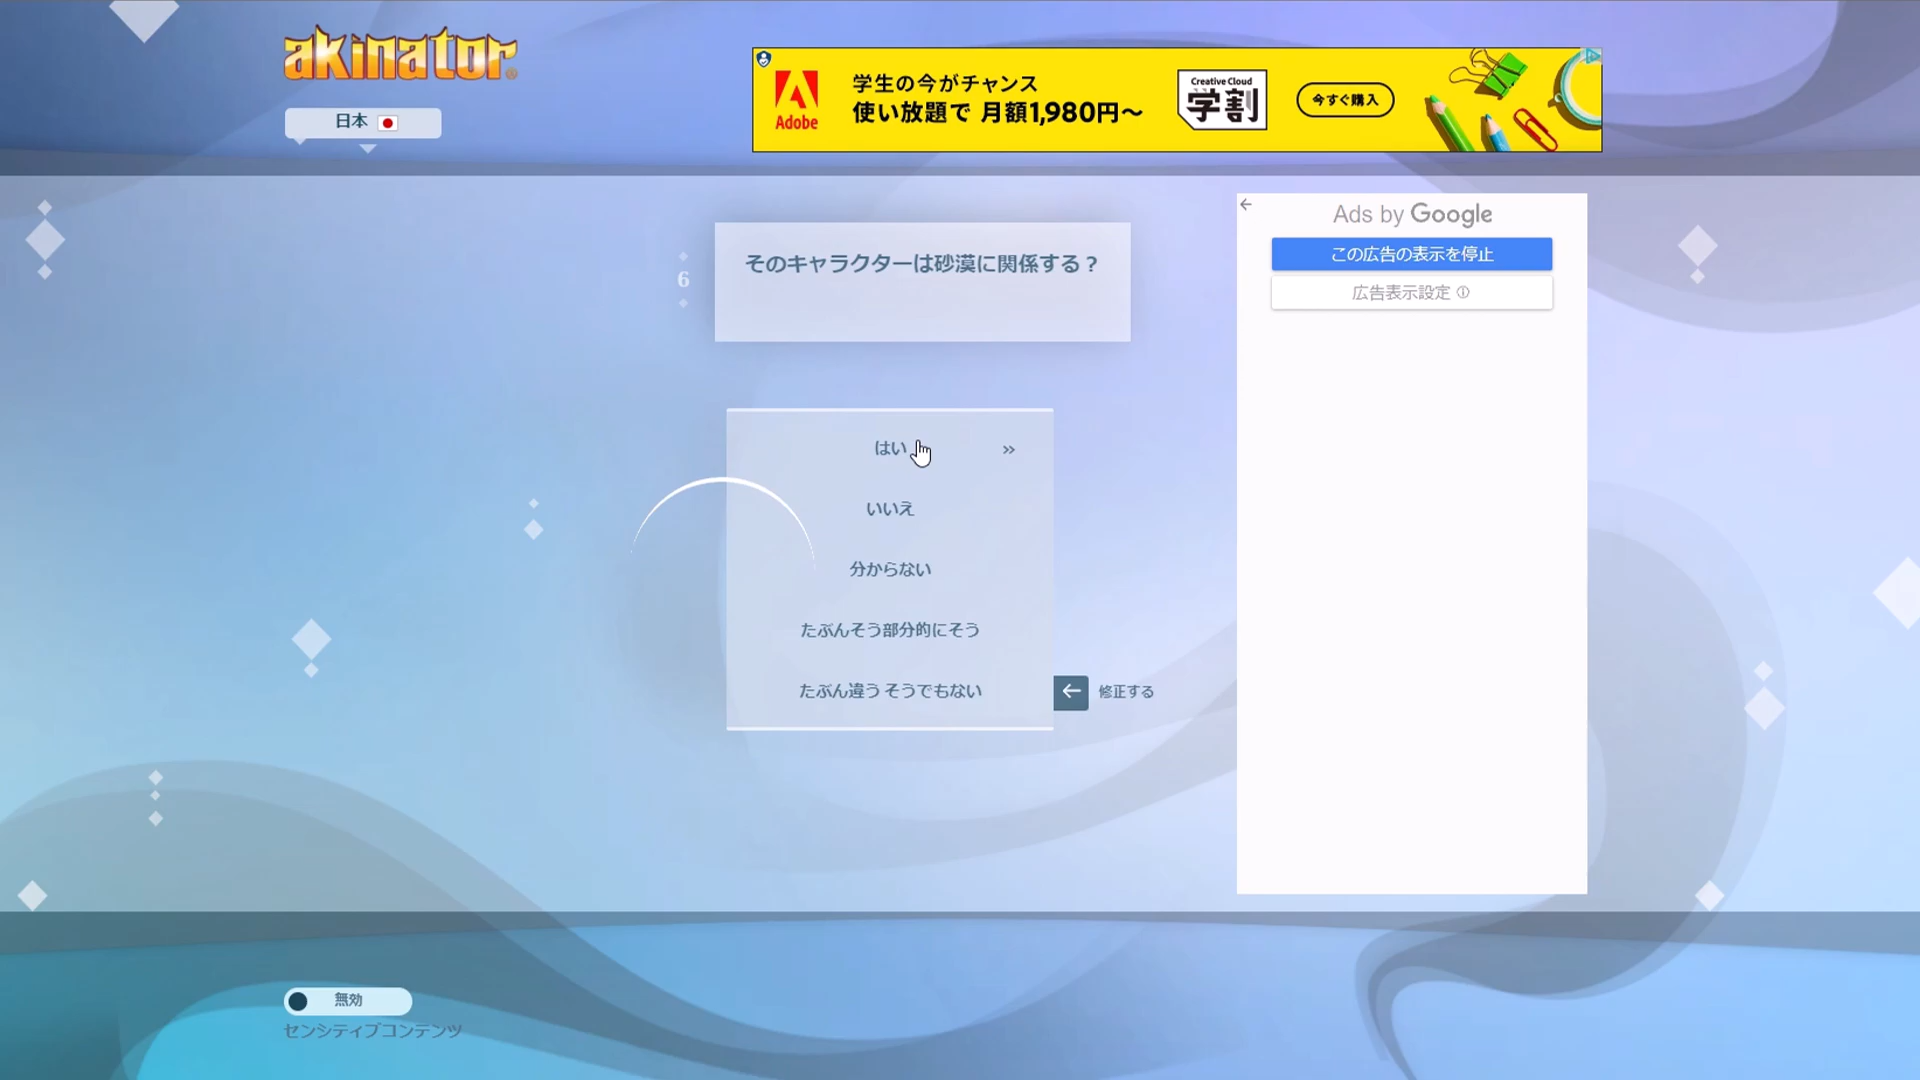 akinator®
日本
Adobe
学生の今がチャンス
使い放題で 月額1,980円～
Creative Cloud
学割
今すぐ購入
6
そのキャラクターは砂漠に関係する？
はい »
いいえ
分からない
たぶんそう部分的にそう
たぶん違う そうでもない
修正する
Ads by Google
この広告の表示を停止
広告表示設定
無効
センシティブコンテンツ